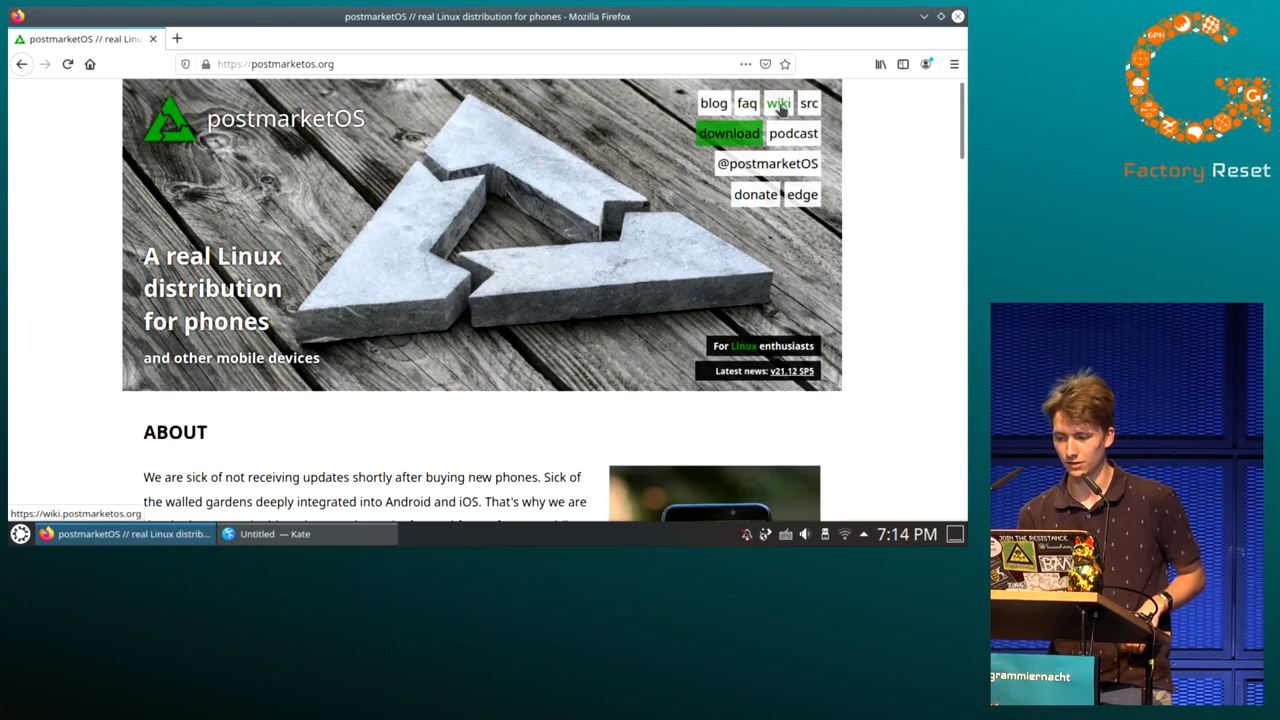 postmarketOS // real Linux distribution for phones - Mozilla Firefox
postmarketOS // real Linu
https://postmarketos.org
postmarketOS
blog faq wiki src
download podcast
@postmarketOS
donate edge
A real Linux
distribution
for phones
and other mobile devices
For Linux enthusiasts
Latest news: v21.12 SP5
ABOUT
We are sick of not receiving updates shortly after buying new phones. Sick of
the walled gardens deeply integrated into Android and iOS. That's why we are
https://wiki.postmarketos.org
postmarketOS // real Linux distrib...
Untitled — Kate
7:14 PM
GPN
G
Factory Reset
JOIN THE RESISTANCE
grammiernacht